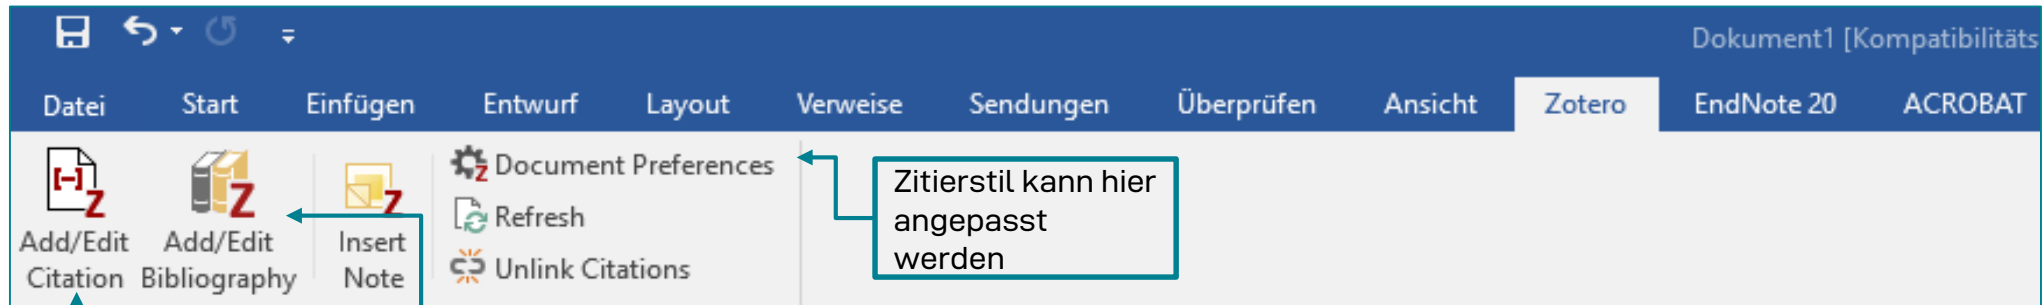 Dokument1 [Kompatibilitäts
Datei Start Einfügen Entwurf Layout Verweise Sendungen Überprüfen Ansicht Zotero EndNote 20 ACROBAT
Add/Edit
Citation
Add/Edit
Bibliography
Insert
Note
Document Preferences
Refresh
Unlink Citations
Zitierstil kann hier
angepasst
werden